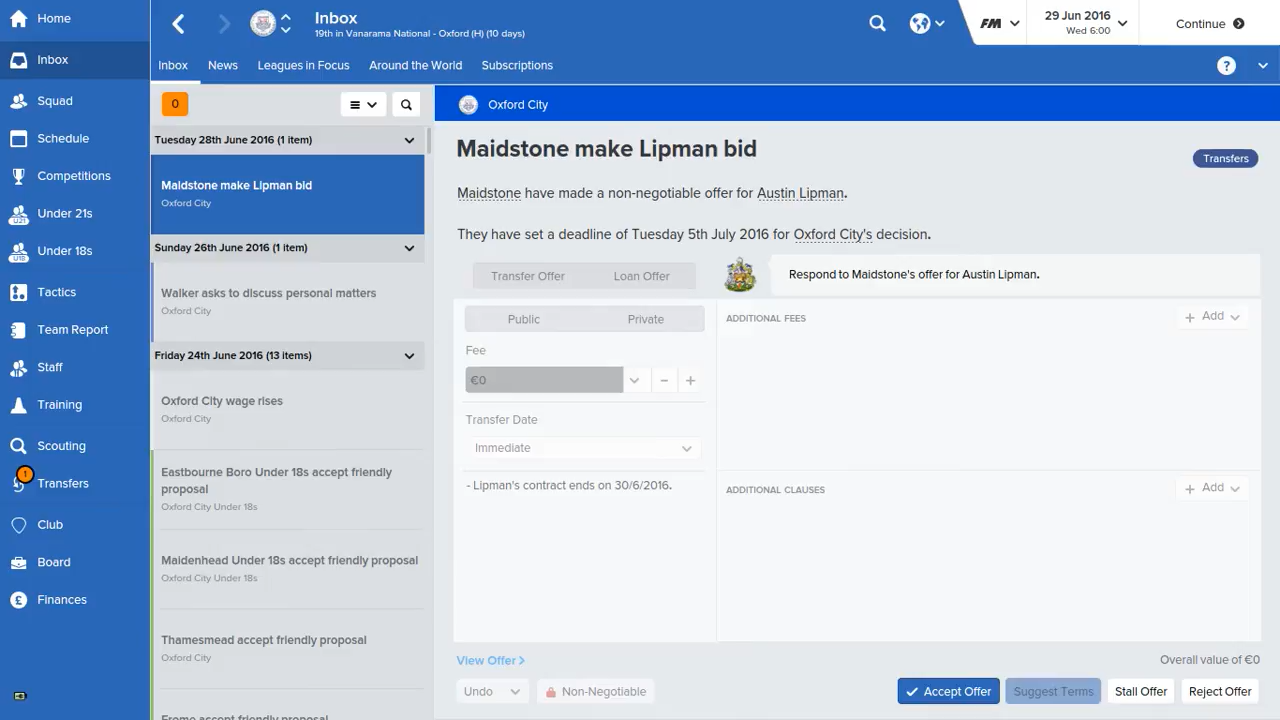 Home
Inbox
Squad
Schedule
Competitions
Under 21s
Under 18s
Tactics
Team Report
Staff
Training
Scouting
1
Transfers
Club
Board
Finances
Inbox
19th in Vanarama National - Oxford (H) (10 days)
FM
29 Jun 2016
Wed 6:00
Continue
Inbox
News
Leagues in Focus
Around the World
Subscriptions
?
0
Tuesday 28th June 2016 (1 item)
Maidstone make Lipman bid
Oxford City
Sunday 26th June 2016 (1 item)
Walker asks to discuss personal matters
Oxford City
Friday 24th June 2016 (13 items)
Oxford City wage rises
Oxford City
Eastbourne Boro Under 18s accept friendly
proposal
Oxford City Under 18s
Maidenhead Under 18s accept friendly proposal
Oxford City Under 18s
Thamesmead accept friendly proposal
Oxford City
Frome accept friendly proposal
Oxford City
Maidstone make Lipman bid
Transfers
Maidstone have made a non-negotiable offer for Austin Lipman.
They have set a deadline of Tuesday 5th July 2016 for Oxford City's decision.
Transfer Offer
Loan Offer
Respond to Maidstone's offer for Austin Lipman.
Public
Private
Fee
€0
Transfer Date
Immediate
- Lipman's contract ends on 30/6/2016.
ADDITIONAL FEES
+ Add
ADDITIONAL CLAUSES
+ Add
View Offer >
Overall value of €0
Undo
Non-Negotiable
Accept Offer
Suggest Terms
Stall Offer
Reject Offer